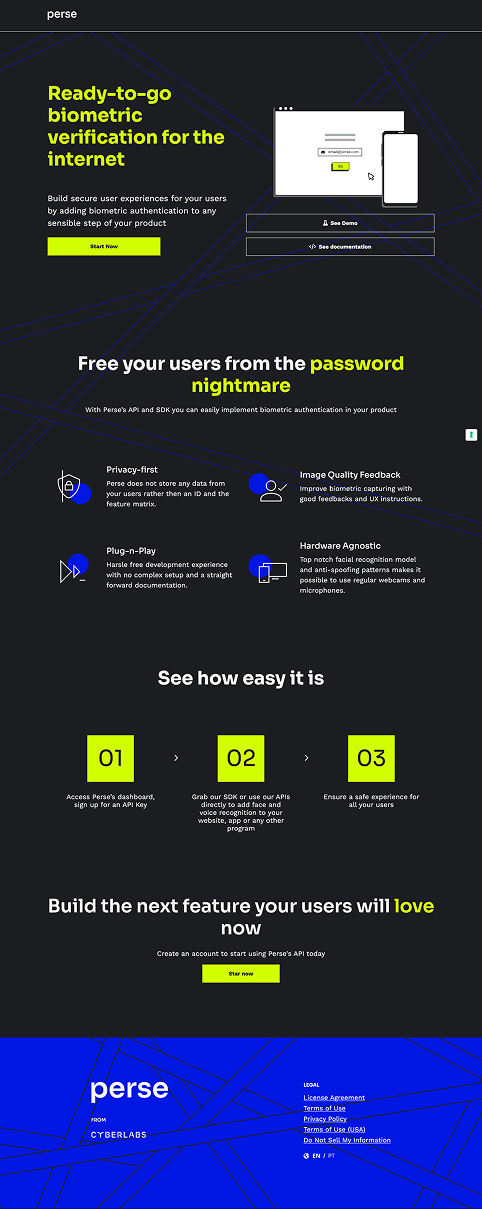 perse
Ready-to-go
biometric
verification for the
internet
Build secure user experiences for your users
by adding biometric authentication to any
sensible step of your product
Start Now
email@perse.com
Ok
See Demo
</> See documentation
Free your users from the password
nightmare
With Perse's API and SDK you can easily implement biometric authentication in your product
Privacy-first
Perse does not store any data from
your users rather then an ID and the
feature matrix.
Image Quality Feedback
Improve biometric capturing with
good feedbacks and UX instructions.
Plug-n-Play
Harsle free development experience
with no complex setup and a straight
forward documentation.
Hardware Agnostic
Top notch facial recognition model
and anti-spoofing patterns makes it
possible to use regular webcams and
microphones.
See how easy it is
01
Access Perse's dashboard,
sign up for an API Key
02
Grab our SDK or use our APIs
directly to add face and
voice recognition to your
website, app or any other
program
03
Ensure a safe experience for
all your users
Build the next feature your users will love
now
Create an account to start using Perse's API today
Star now
perse
FROM
CYBERLABS
LEGAL
License Agreement
Terms of Use
Privacy Policy
Terms of Use (USA)
Do Not Sell My Information
EN / PT